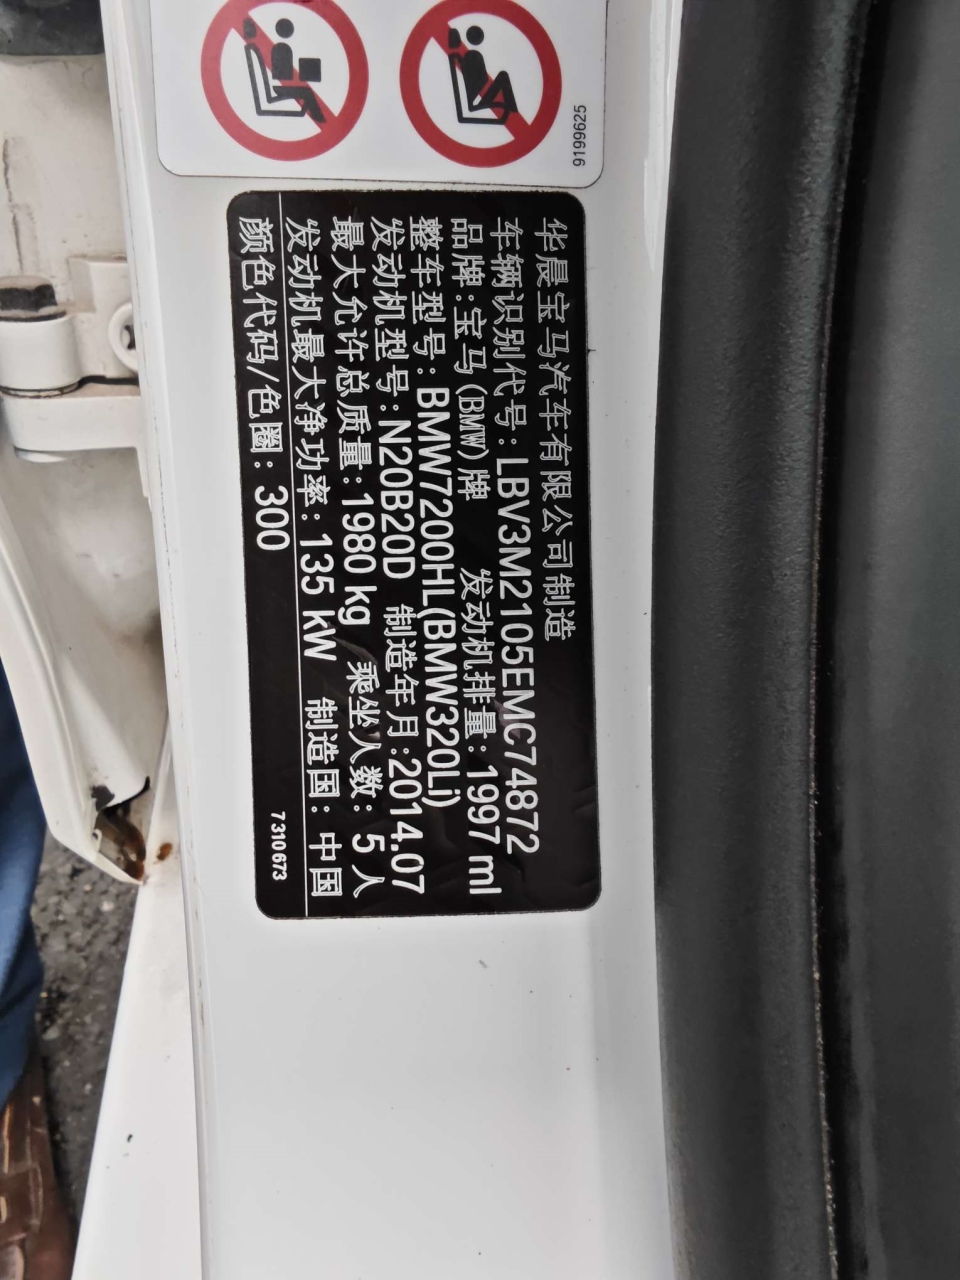 9199625
华晨宝马汽车有限公司制造
车辆识别代号:LBV3M2105EMC74872
品牌:宝马(BMW)牌 发动机排量:1997 ml
整车型号:BMW7200HL(BMW320Li)
发动机型号:N20B20D 制造年月:2014.07
最大允许总质量:1980 kg 乘坐人数:5人
发动机最大净功率:135 kW 制造国:中国
颜色代码/色圈:300
7310673